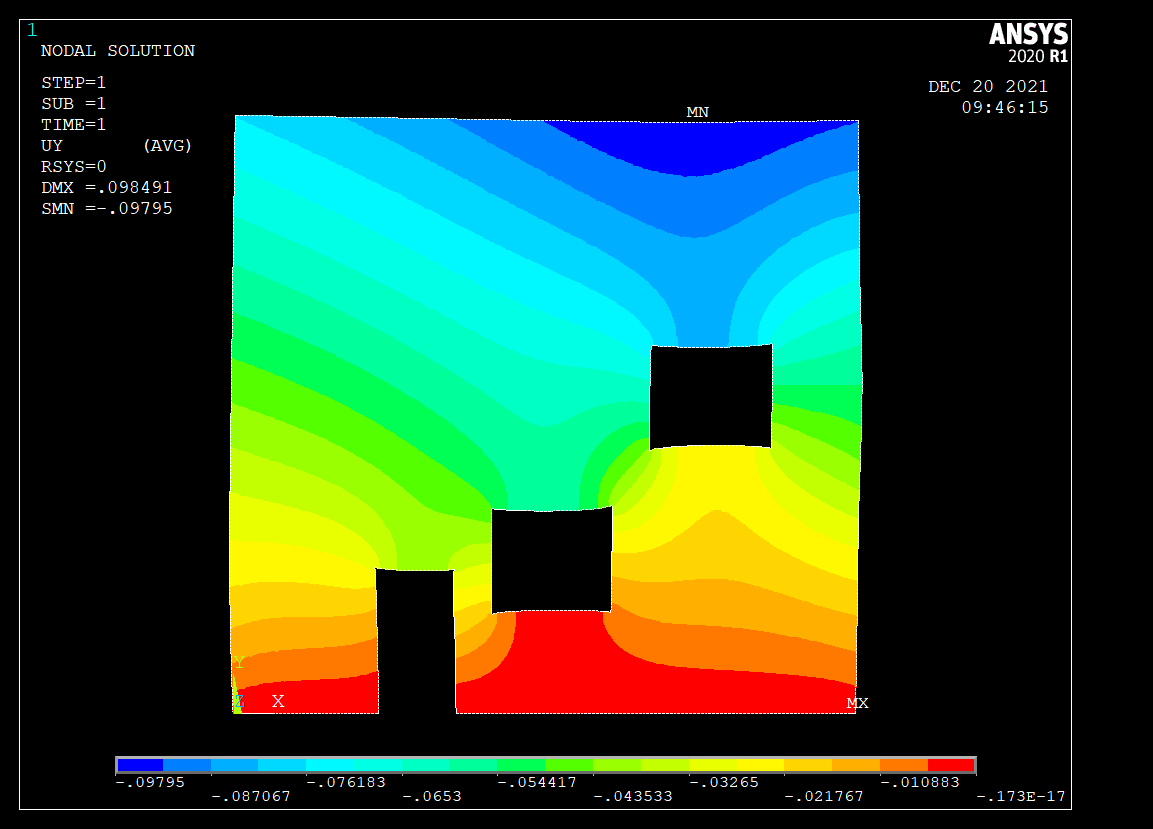 1
ANSYS
2020 R1
NODAL SOLUTION
STEP=1
SUB =1
TIME=1
UY (AVG)
RSYS=0
DMX =.098491
SMN =-.09795
DEC 20 2021
09:46:15
MN
Y
Z X
MX
-.09795 -.076183 -.054417 -.03265 -.010883
-.087067 -.0653 -.043533 -.021767 -.173E-17